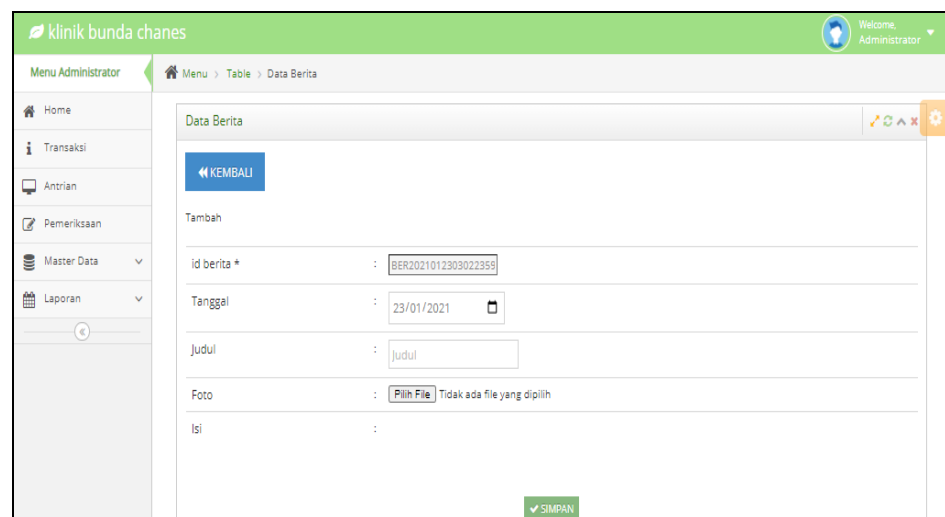 klinik bunda chanes
Welcome,
Administrator
Menu Administrator
Menu > Table > Data Berita
Home
Transaksi
Antrian
Pemeriksaan
Master Data
Laporan
Data Berita
KEMBALI
Tambah
id berita * : BER2021012303022359
Tanggal : 23/01/2021
Judul : Judul
Foto : Pilih File Tidak ada file yang dipilih
Isi :
SIMPAN